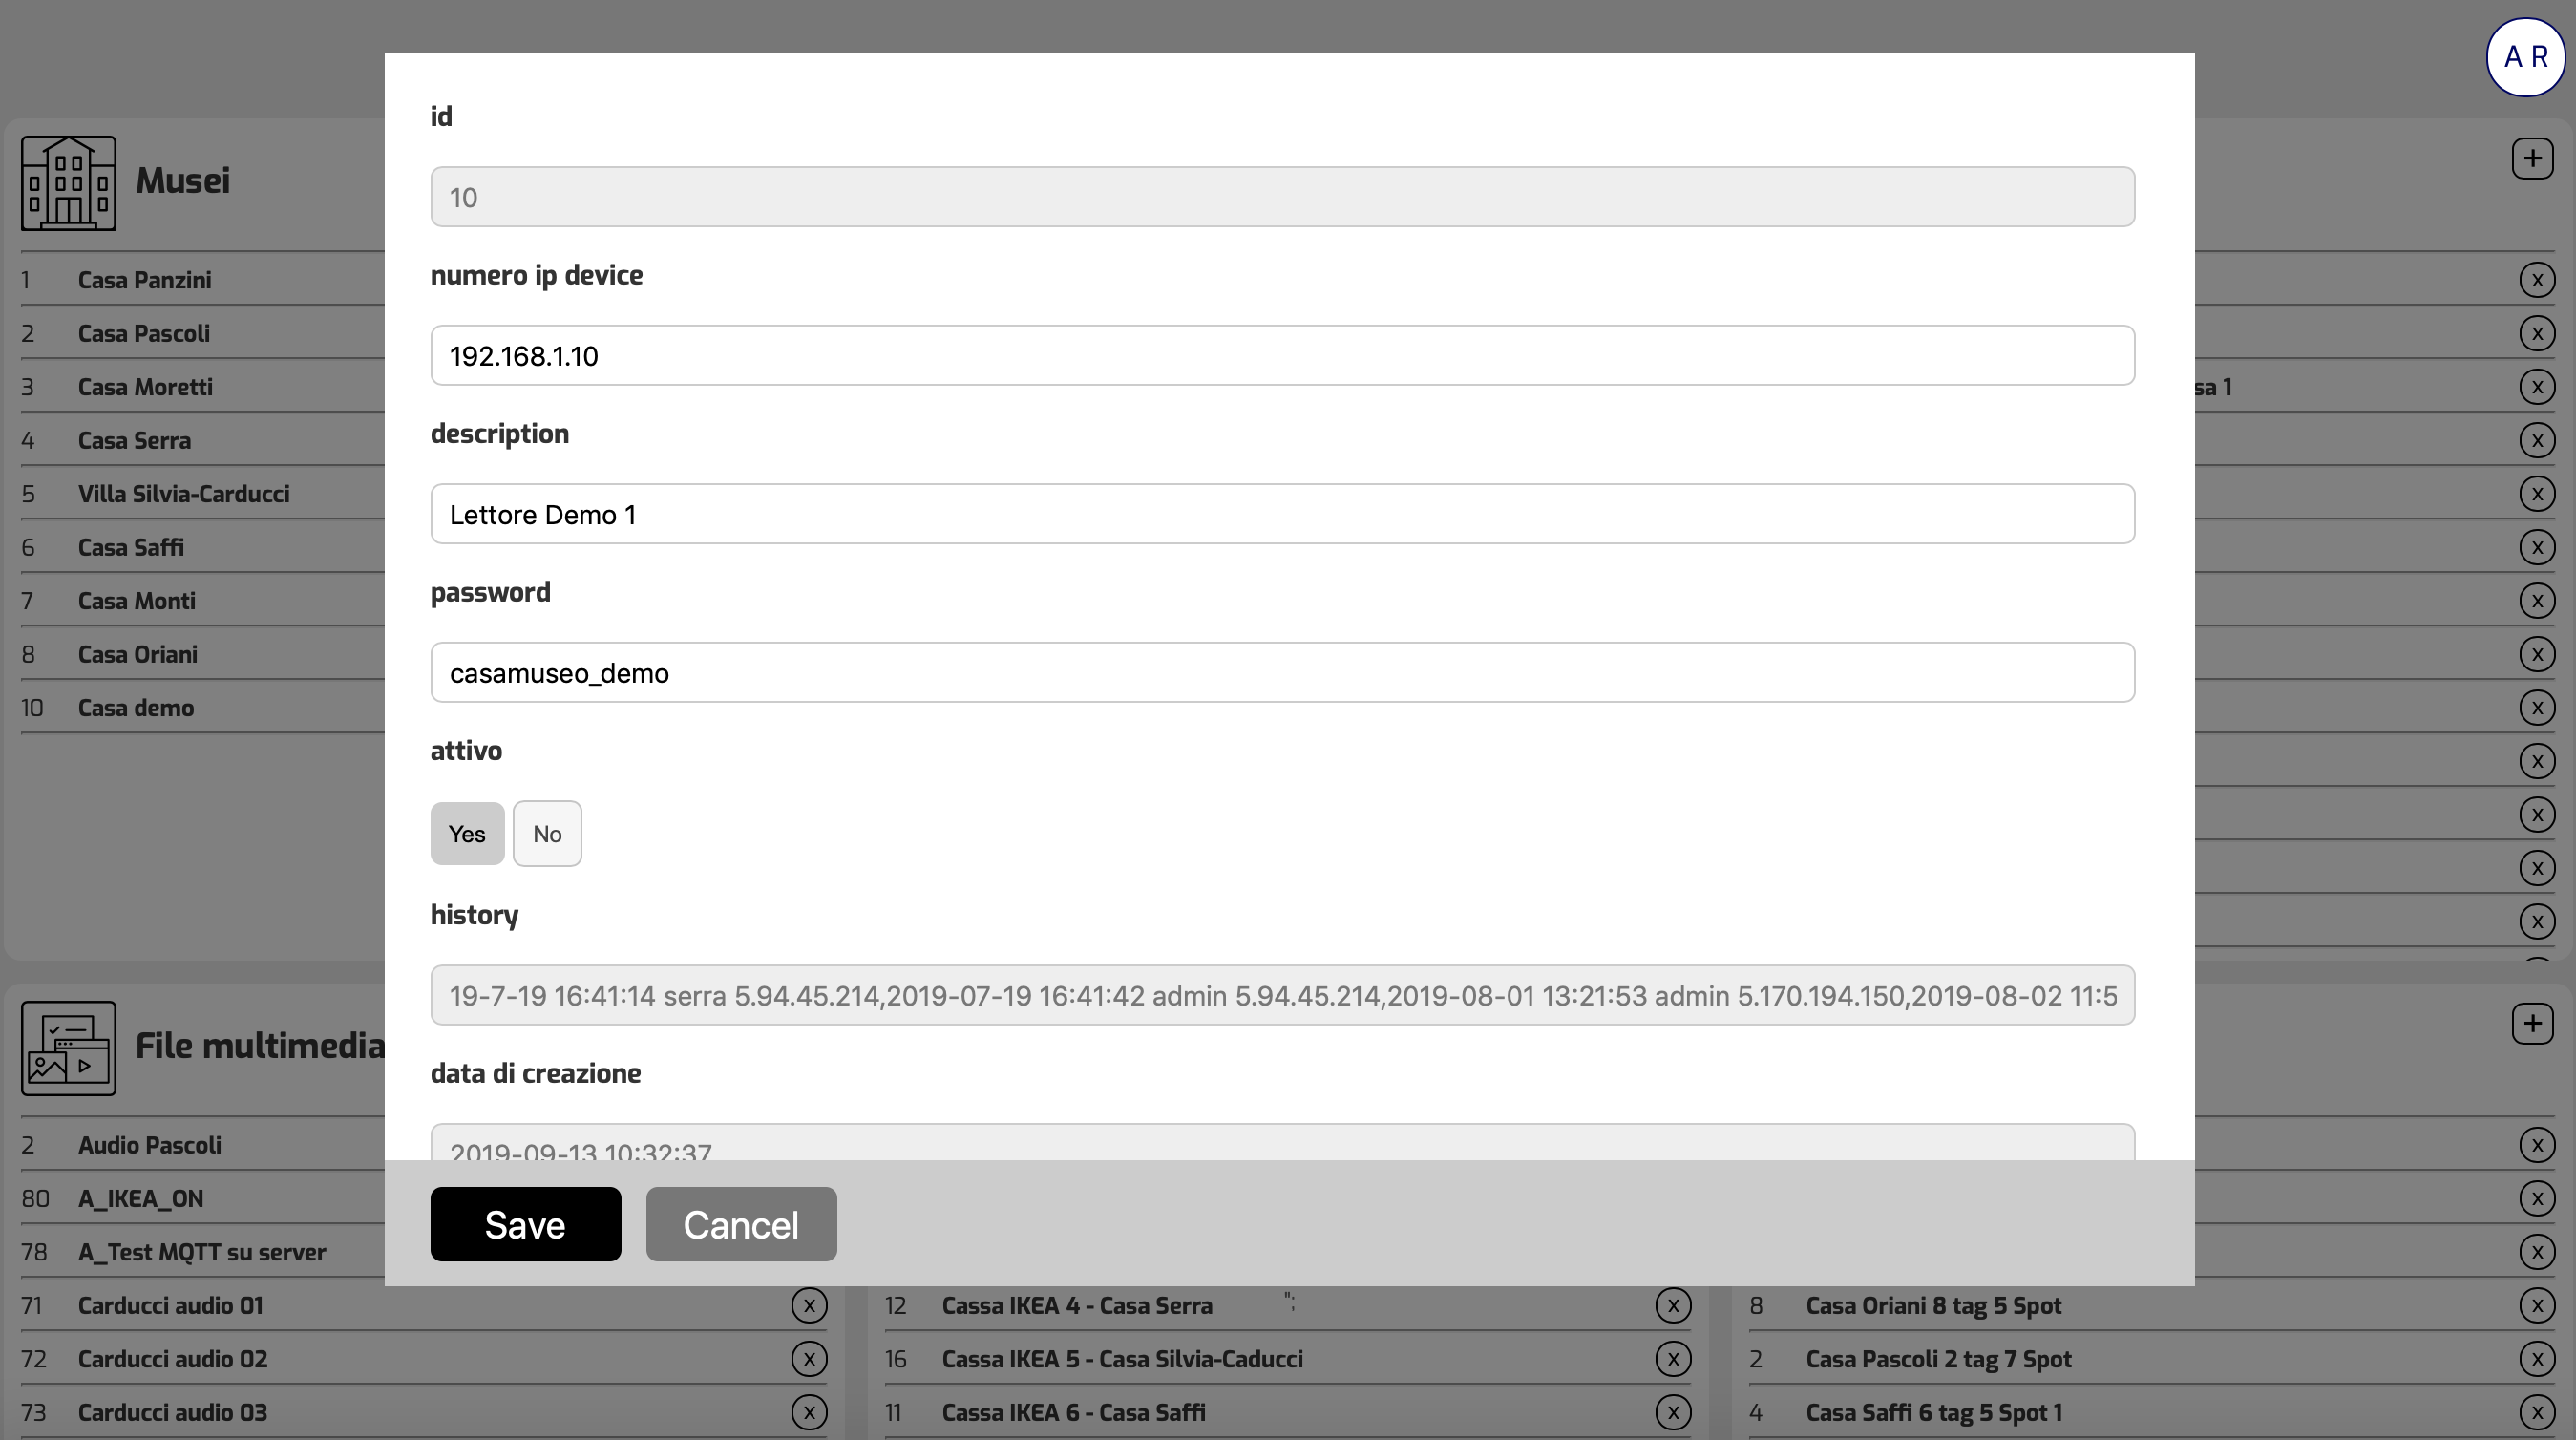 A R
id
10
numero ip device
192.168.1.10
description
Lettore Demo 1
password
casamuseo_demo
attivo
Yes No
history
19-7-19 16:41:14 serra 5.94.45.214,2019-07-19 16:41:42 admin 5.94.45.214,2019-08-01 13:21:53 admin 5.170.194.150,2019-08-02 11:5
data di creazione
2019-09-13 10:32:37
Save Cancel
Musei
1 Casa Panzini
2 Casa Pascoli
3 Casa Moretti
4 Casa Serra
5 Villa Silvia-Carducci
6 Casa Saffi
7 Casa Monti
8 Casa Oriani
10 Casa demo
+
x
x
sa 1 x
x
x
x
x
x
x
x
x
x
x
File multimedia
2 Audio Pascoli
80 A_IKEA_ON
78 A_Test MQTT su server
71 Carducci audio 01 x
72 Carducci audio 02 x
73 Carducci audio 03 x
12 Cassa IKEA 4 - Casa Serra ";
16 Cassa IKEA 5 - Casa Silvia-Caducci
11 Cassa IKEA 6 - Casa Saffi
x
x
x
+
x
x
x
8 Casa Oriani 8 tag 5 Spot x
2 Casa Pascoli 2 tag 7 Spot x
4 Casa Saffi 6 tag 5 Spot 1 x